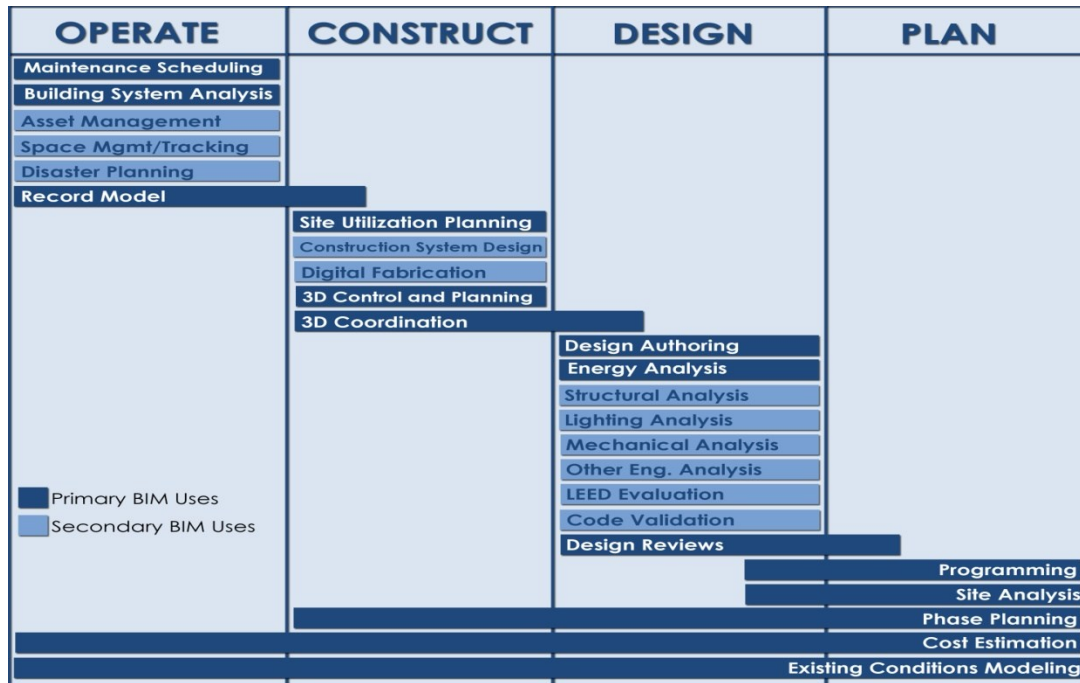 OPERATE
CONSTRUCT
DESIGN
PLAN
Maintenance Scheduling
Building System Analysis
Asset Management
Space Mgmt/Tracking
Disaster Planning
Record Model
Site Utilization Planning
Construction System Design
Digital Fabrication
3D Control and Planning
3D Coordination
Design Authoring
Energy Analysis
Structural Analysis
Lighting Analysis
Mechanical Analysis
Other Eng. Analysis
LEED Evaluation
Code Validation
Design Reviews
Programming
Site Analysis
Phase Planning
Cost Estimation
Existing Conditions Modeling
Primary BIM Uses
Secondary BIM Uses